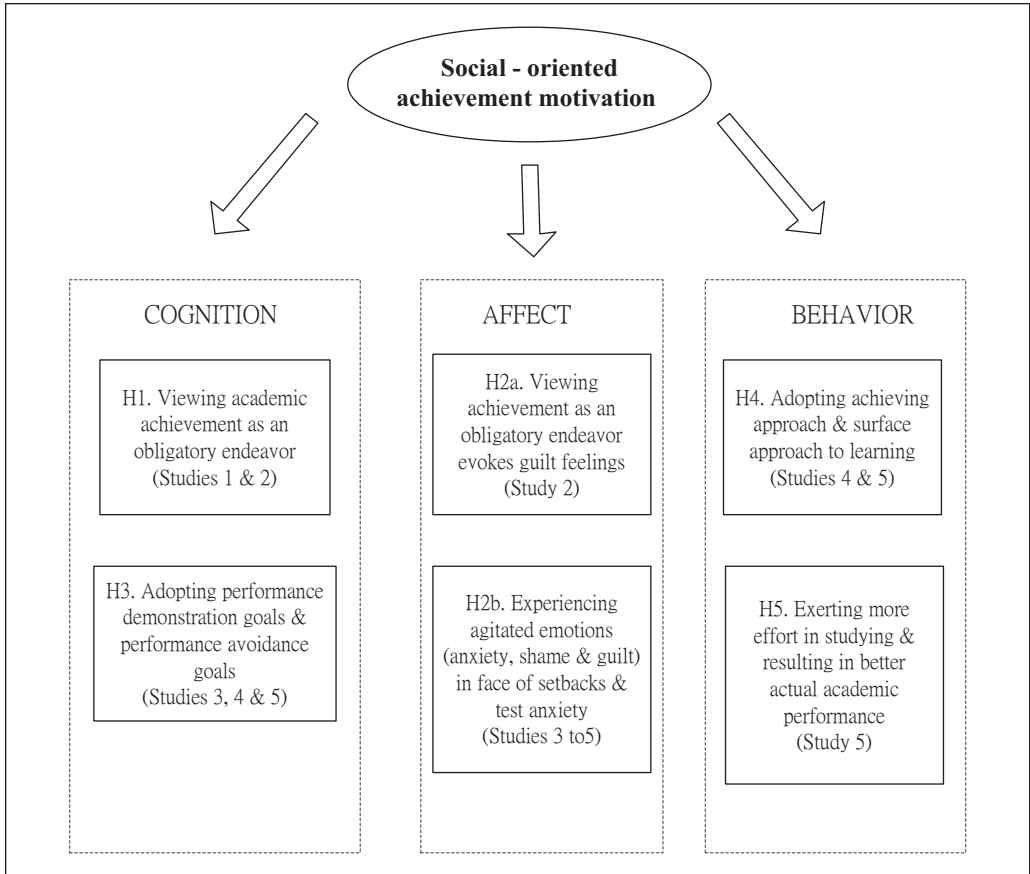 Social - oriented
achievement motivation
COGNITION
H1. Viewing academic
achievement as an
obligatory endeavor
(Studies 1 & 2)
H3. Adopting performance
demonstration goals &
performance avoidance
goals
(Studies 3, 4 & 5)
AFFECT
H2a. Viewing
achievement as an
obligatory endeavor
evokes guilt feelings
(Study 2)
H2b. Experiencing
agitated emotions
(anxiety, shame & guilt)
in face of setbacks &
test anxiety
(Studies 3 to5)
BEHAVIOR
H4. Adopting achieving
approach & surface
approach to learning
(Studies 4 & 5)
H5. Exerting more
effort in studying &
resulting in better
actual academic
performance
(Study 5)